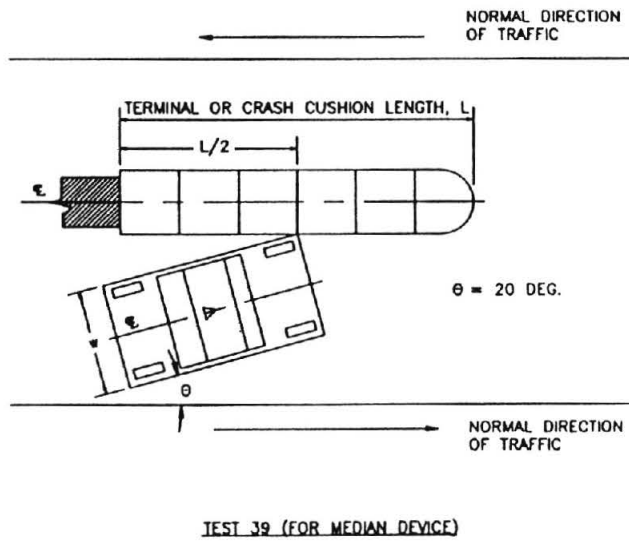 NORMAL DIRECTION
OF TRAFFIC
TERMINAL OR CRASH CUSHION LENGTH, L
L/2
℄
θ = 20 DEG.
℄
w
θ
NORMAL DIRECTION
OF TRAFFIC
TEST 39 (FOR MEDIAN DEVICE)